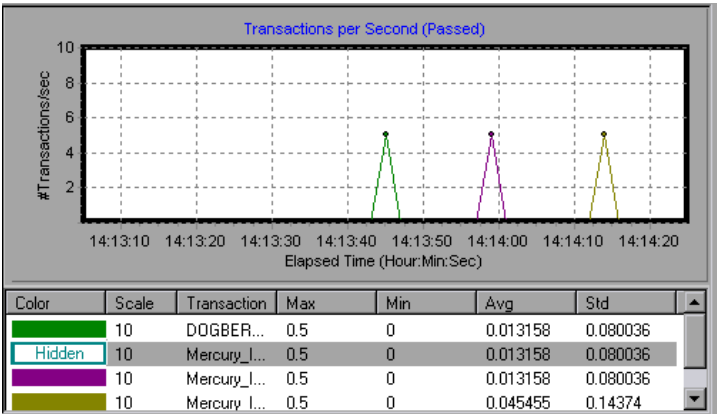 Transactions per Second (Passed)
#Transactions/sec
10
8
6
4
2
14:13:10 14:13:20 14:13:30 14:13:40 14:13:50 14:14:00 14:14:10 14:14:20
Elapsed Time (Hour:Min:Sec)
Color Scale Transaction Max Min Avg Std
10 DOGBER... 0.5 0 0.013158 0.080036
Hidden 10 Mercury_I... 0.5 0 0.013158 0.080036
10 Mercury_I... 0.5 0 0.013158 0.080036
10 Mercury_I... 0.5 0 0.045455 0.14374